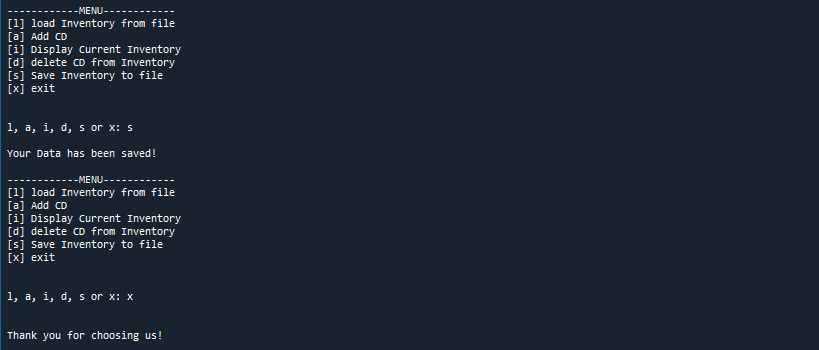 ------------MENU------------
[l] load Inventory from file
[a] Add CD
[i] Display Current Inventory
[d] delete CD from Inventory
[s] Save Inventory to file
[x] exit
l, a, i, d, s or x: s
Your Data has been saved!
------------MENU------------
[l] load Inventory from file
[a] Add CD
[i] Display Current Inventory
[d] delete CD from Inventory
[s] Save Inventory to file
[x] exit
l, a, i, d, s or x: x
Thank you for choosing us!